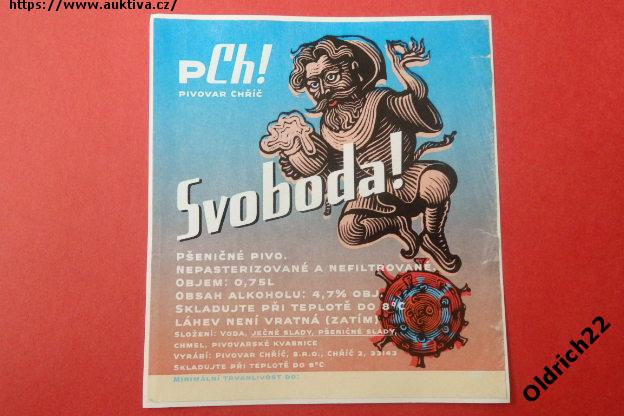 https://www.auktiva.cz/
PCh!
PIVOVAR CHŘÍČ
Svoboda!
PŠENIČNÉ PIVO.
NEPASTERIZOVANÉ A NEFILTROVANÉ.
OBJEM: 0,75L
OBSAH ALKOHOLU: 4,7% OBJ.
SKLADUJTE PŘI TEPLOTĚ DO 8°C
LÁHEV NENÍ VRATNÁ (ZATÍM)
SLOŽENÍ: VODA, JEČNÉ SLADY, PŠENIČNÉ SLADY,
CHMEL, PIVOVARSKÉ KVASNICE
VYRÁBÍ: PIVOVAR CHŘÍČ, S.R.O., CHŘÍČ 2, 33143
SKLADUJTE PŘI TEPLOTĚ DO 8°C
MINIMÁLNÍ TRVANLIVOST DO:
Oldrich22